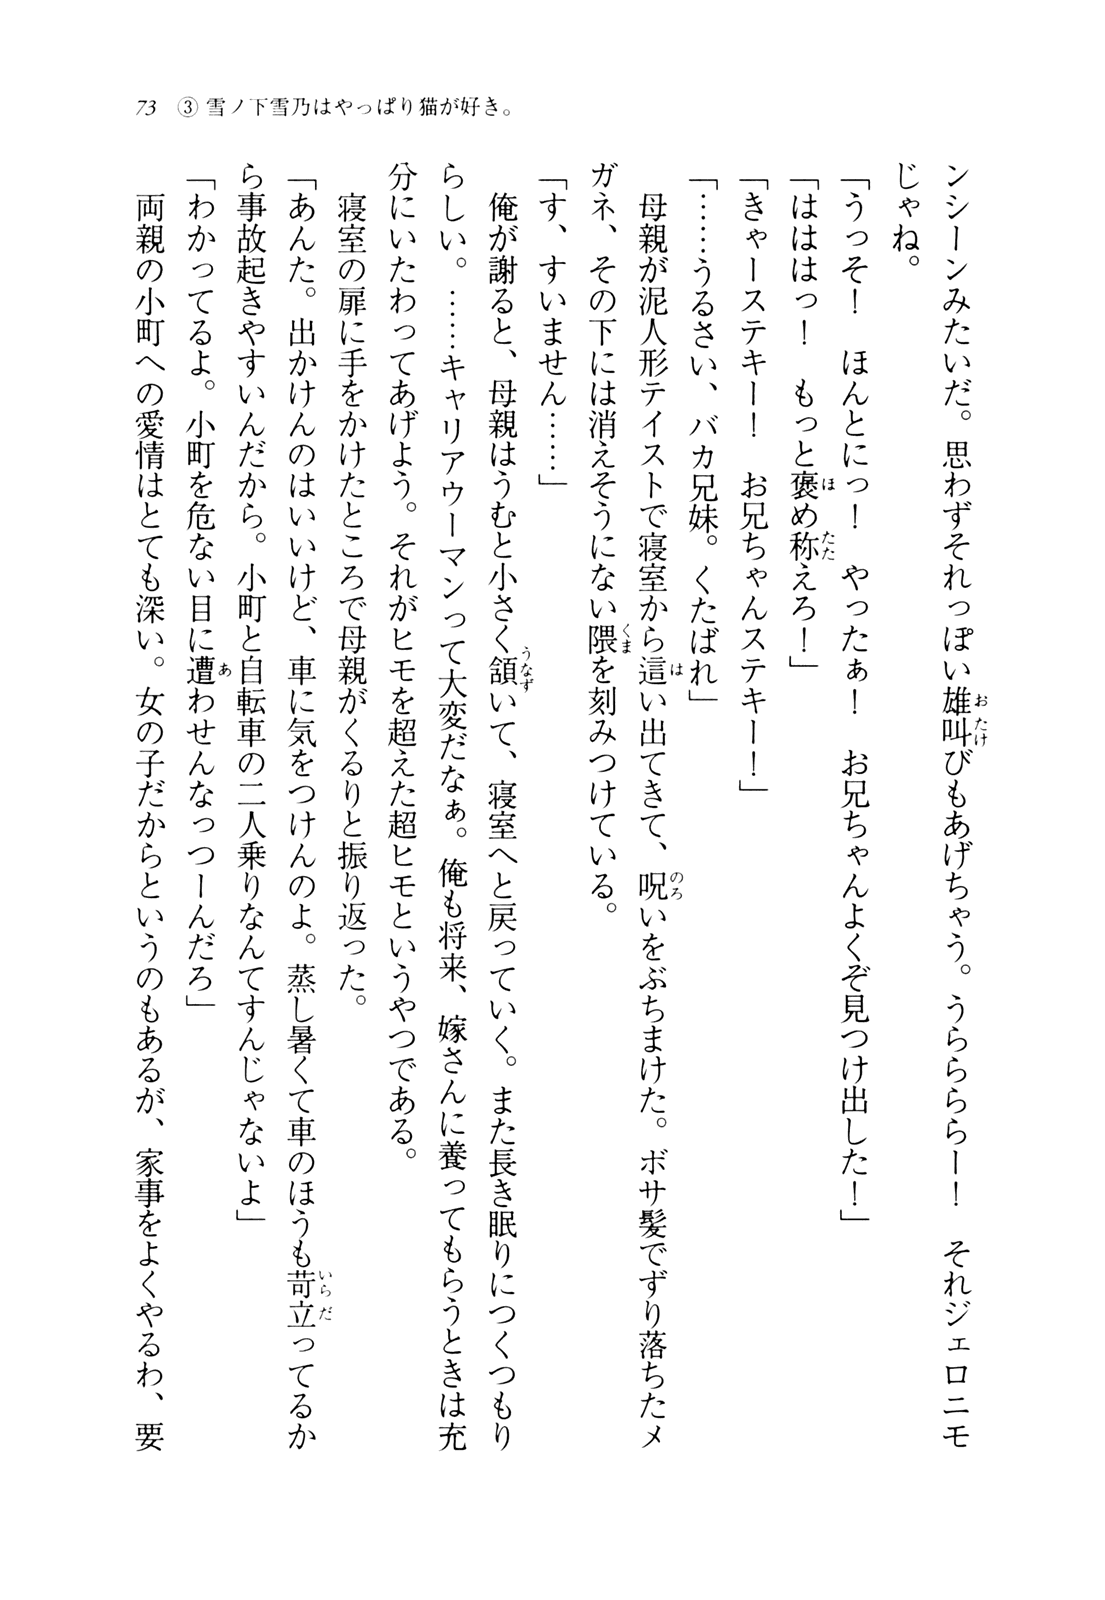 73　③ 雪ノ下雪乃はやっぱり猫が好き。
ンシーンみたいだ。思わずそれっぽい雄叫びもあげちゃう。うらららー！　それジェロニモ
じゃね。
「うっそ！　ほんとにっ！　やったぁ！　お兄ちゃんよくぞ見つけ出した！」
「はははっ！　もっと褒め称えろ！」
「きゃーステキー！　お兄ちゃんステキー！」
「……うるさい、バカ兄妹。くたばれ」
　母親が泥人形テイストで寝室から這い出てきて、呪いをぶちまけた。ボサ髪でずり落ちたメ
ガネ、その下には消えそうにない隈を刻みつけている。
「す、すいません……」
　俺が謝ると、母親はうむと小さく頷いて、寝室へと戻っていく。また長き眠りにつくつもり
らしい。……キャリアウーマンって大変だなぁ。俺も将来、嫁さんに養ってもらうときは充
分にいたわってあげよう。それがヒモを超えた超ヒモというやつである。
　寝室の扉に手をかけたところで母親がくるりと振り返った。
「あんた。出かけんのはいいけど、車に気をつけんのよ。蒸し暑くて車のほうも苛立ってるか
ら事故起きやすいんだから。小町と自転車の二人乗りなんてすんじゃないよ」
「わかってるよ。小町を危ない目に遭わせんなっつーんだろ」
　両親の小町への愛情はとても深い。女の子だからというのもあるが、家事をよくやるわ、要